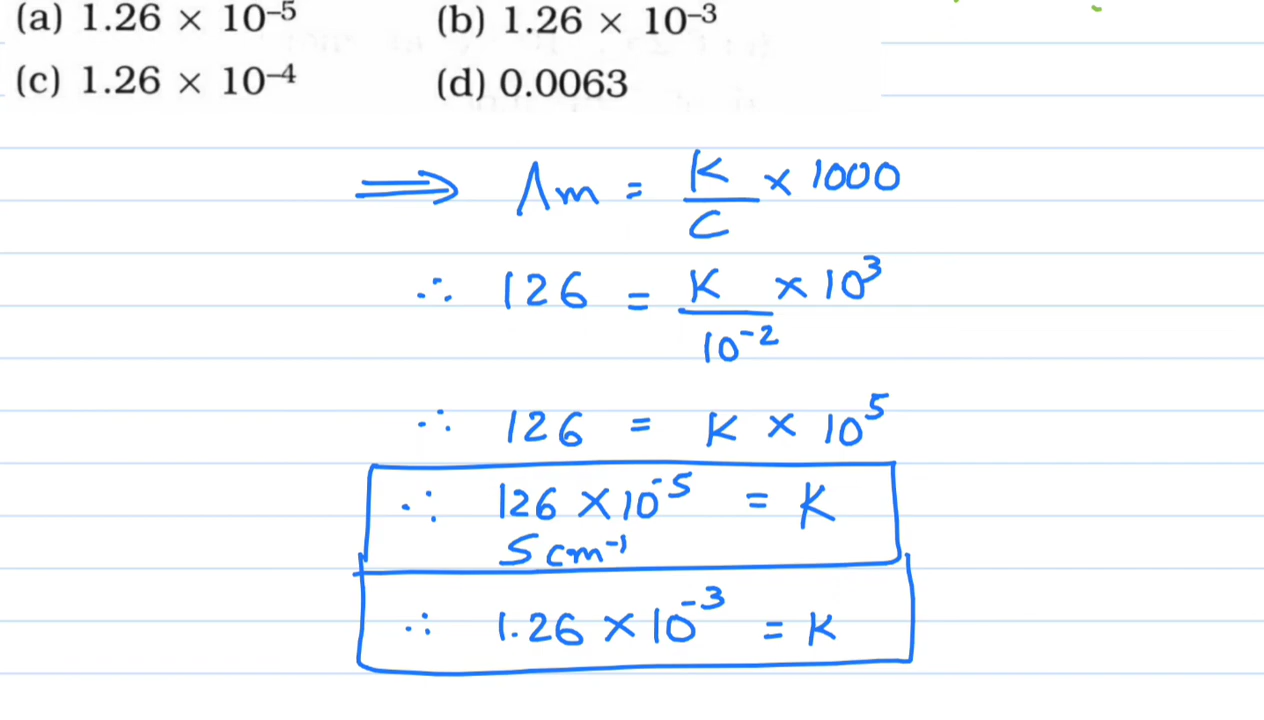 (a) 1.26 × 10⁻⁵ (b) 1.26 × 10⁻³
(c) 1.26 × 10⁻⁴ (d) 0.0063
⟹ Λm = K/C × 1000
∴ 126 = K/10⁻² × 10³
∴ 126 = K × 10⁵
∴ 126 × 10⁻⁵ = K
S cm⁻¹
∴ 1.26 × 10⁻³ = K